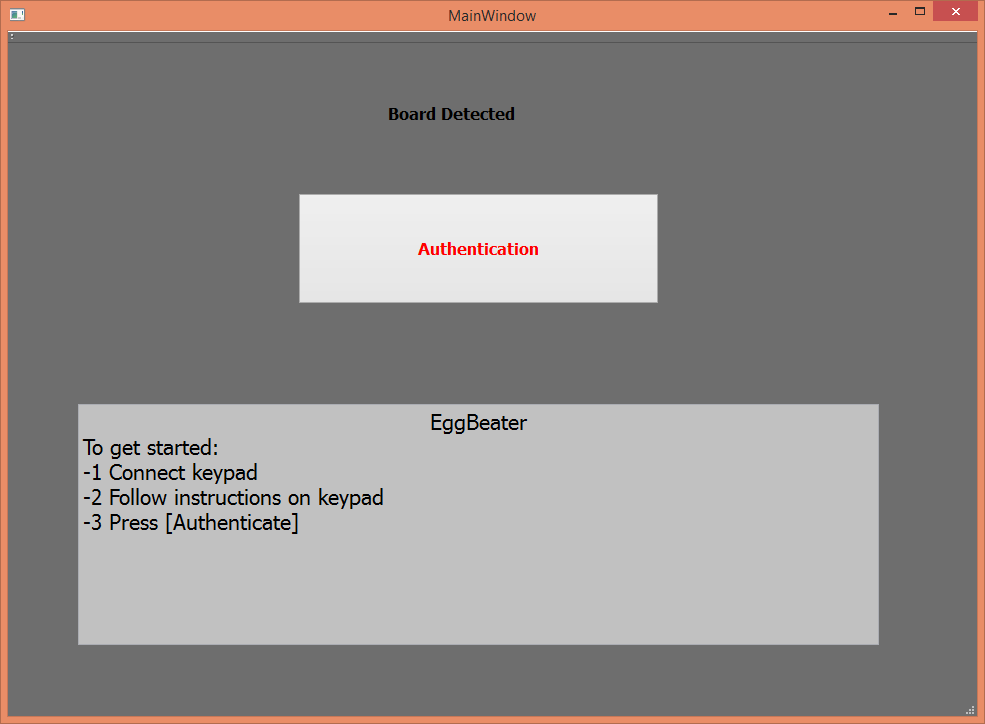 MainWindow
Board Detected
Authentication
EggBeater
To get started:
-1 Connect keypad
-2 Follow instructions on keypad
-3 Press [Authenticate]